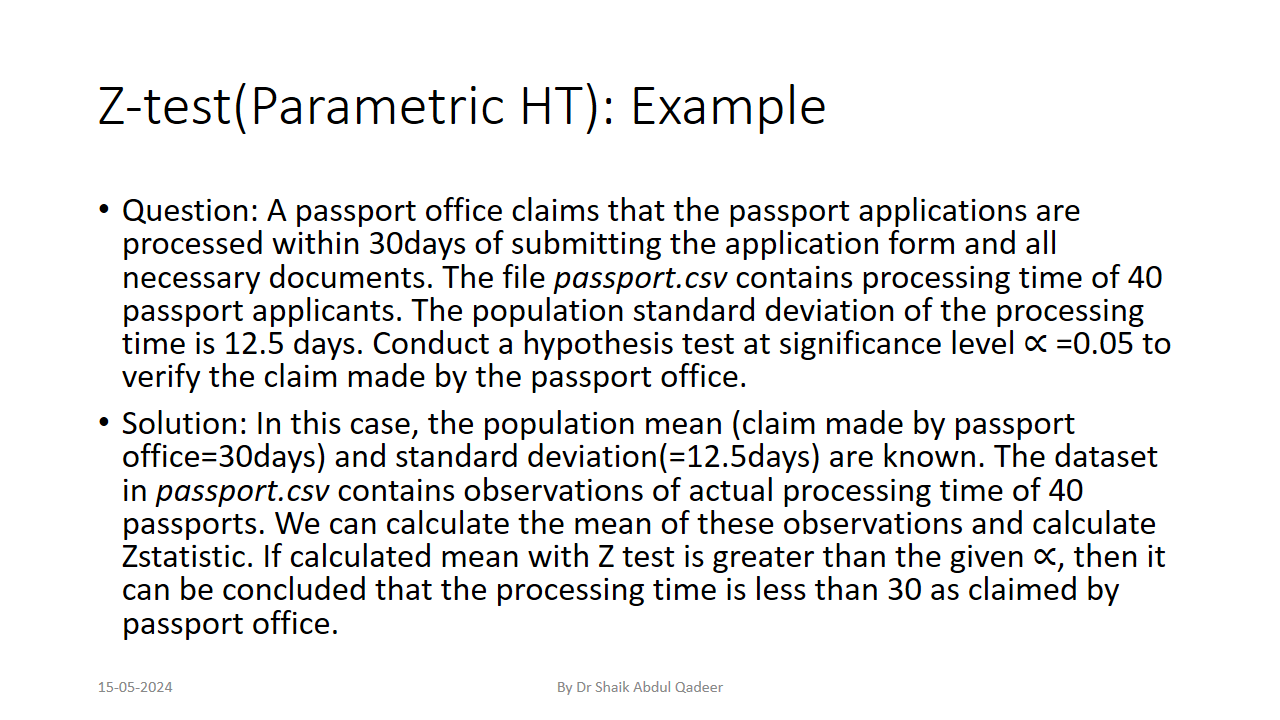 Z-test(Parametric HT): Example
• Question: A passport office claims that the passport applications are
processed within 30days of submitting the application form and all
necessary documents. The file passport.csv contains processing time of 40
passport applicants. The population standard deviation of the processing
time is 12.5 days. Conduct a hypothesis test at significance level ∝ =0.05 to
verify the claim made by the passport office.
• Solution: In this case, the population mean (claim made by passport
office=30days) and standard deviation(=12.5days) are known. The dataset
in passport.csv contains observations of actual processing time of 40
passports. We can calculate the mean of these observations and calculate
Zstatistic. If calculated mean with Z test is greater than the given ∝, then it
can be concluded that the processing time is less than 30 as claimed by
passport office.
15-05-2024
By Dr Shaik Abdul Qadeer